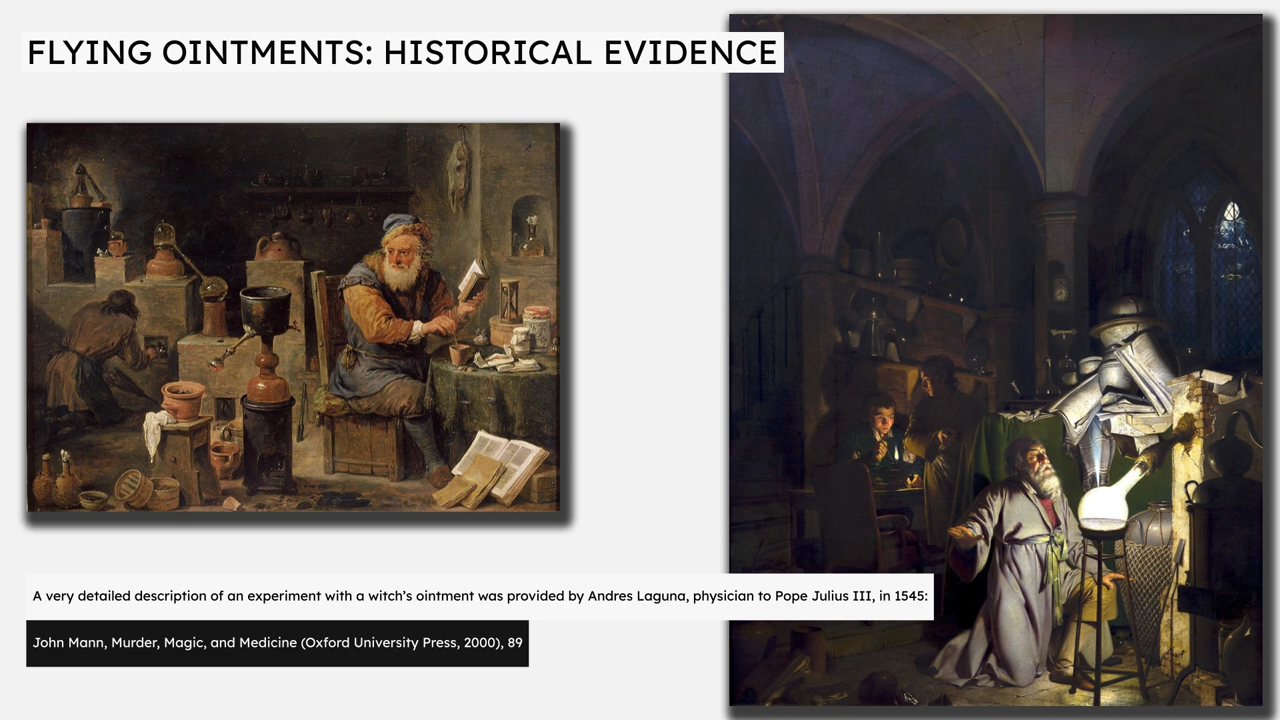 FLYING OINTMENTS: HISTORICAL EVIDENCE
A very detailed description of an experiment with a witch’s ointment was provided by Andres Laguna, physician to Pope Julius III, in 1545:
John Mann, Murder, Magic, and Medicine (Oxford University Press, 2000), 89